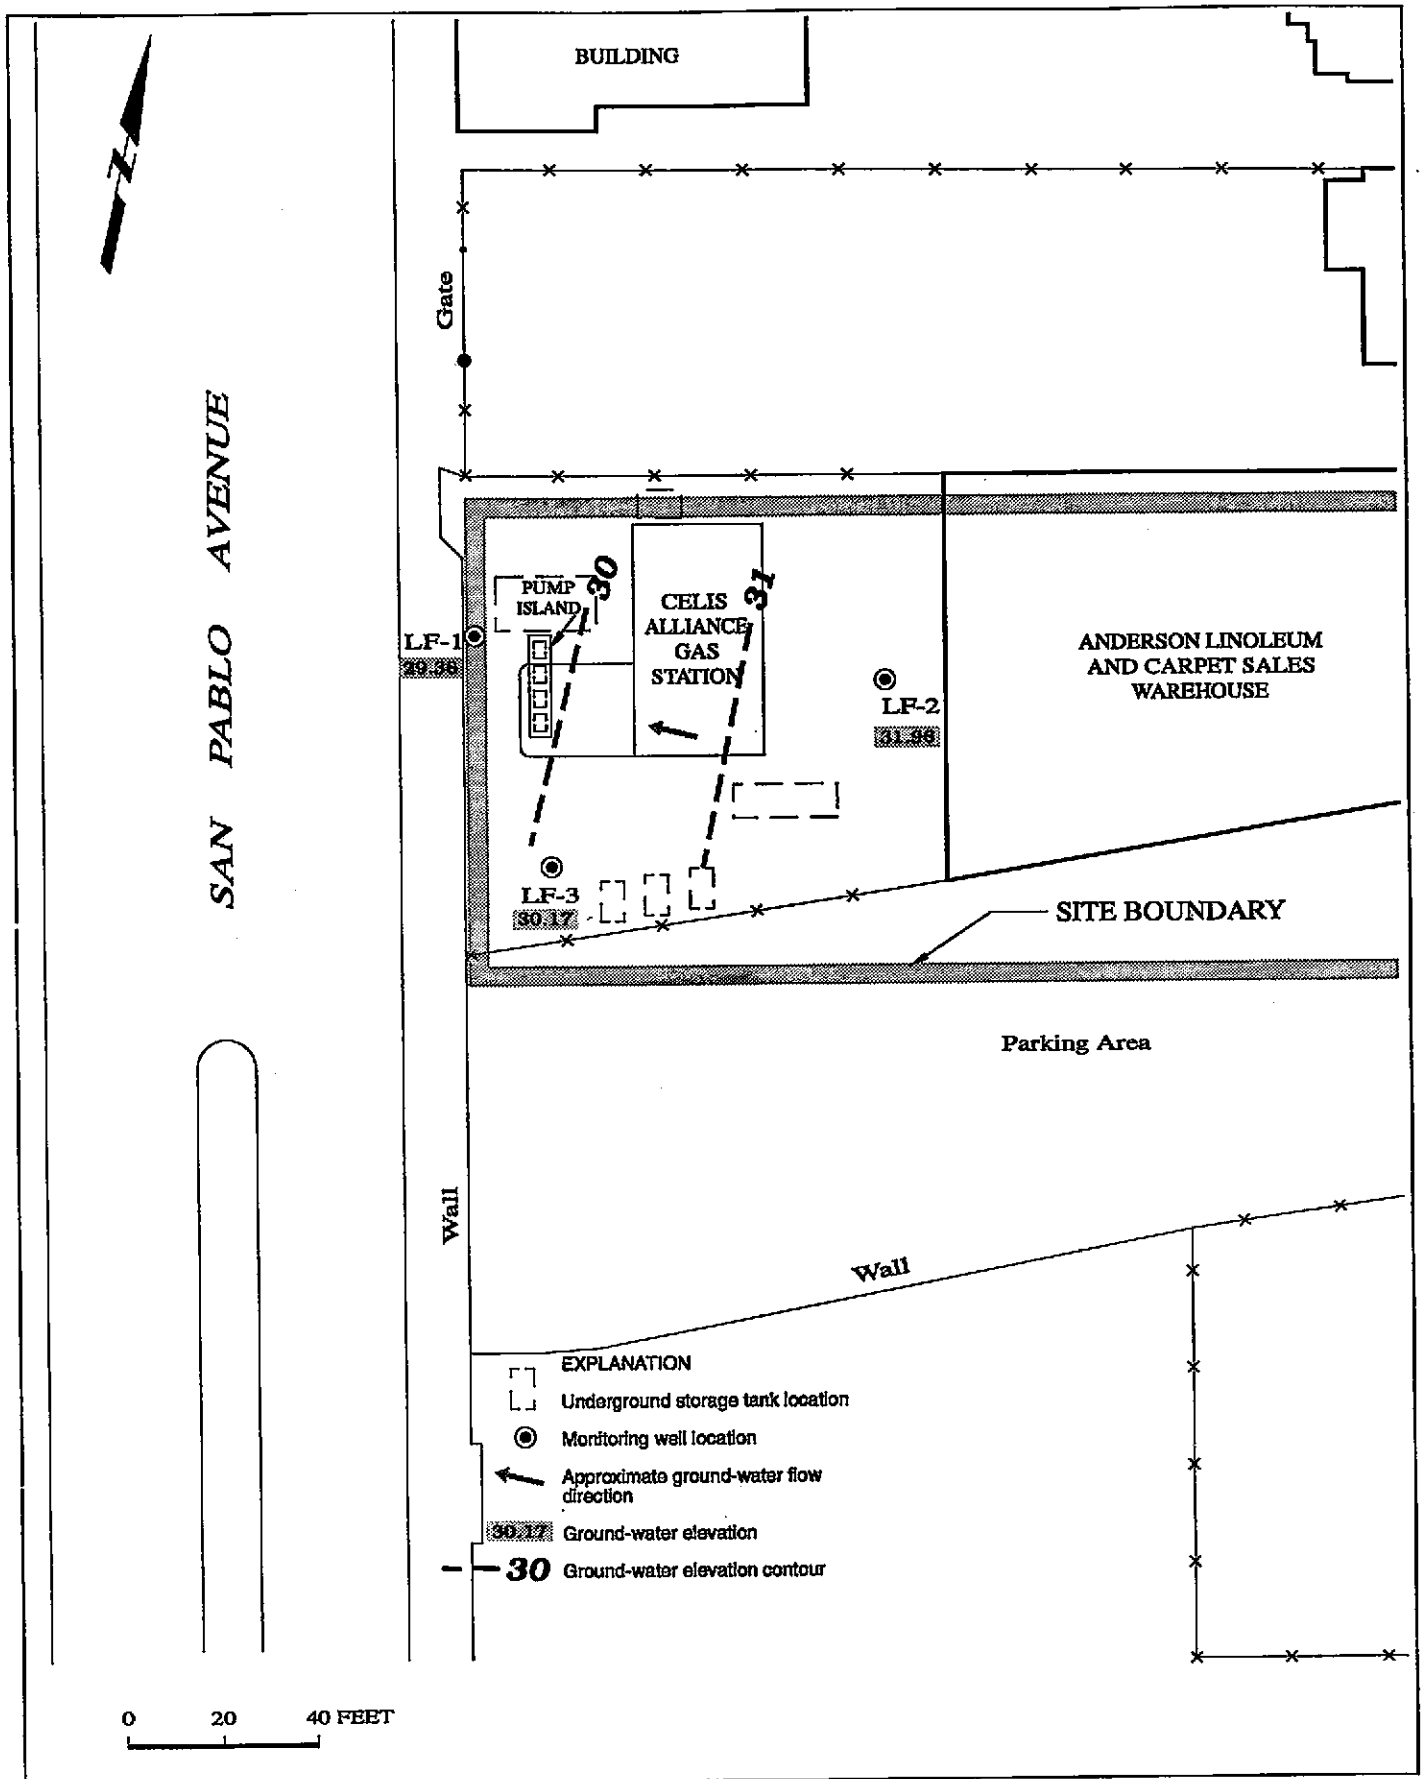 BUILDING
N
Gate
SAN PABLO AVENUE
30
31
PUMP
ISLAND
CELIS
ALLIANCE
GAS
STATION
LF-1
29.36
LF-2
31.96
ANDERSON LINOLEUM
AND CARPET SALES
WAREHOUSE
LF-3
30.17
SITE BOUNDARY
Parking Area
Wall
Wall
EXPLANATION
Underground storage tank location
Monitoring well location
Approximate ground-water flow
direction
30.17 Ground-water elevation
30 Ground-water elevation contour
0 20 40 FEET